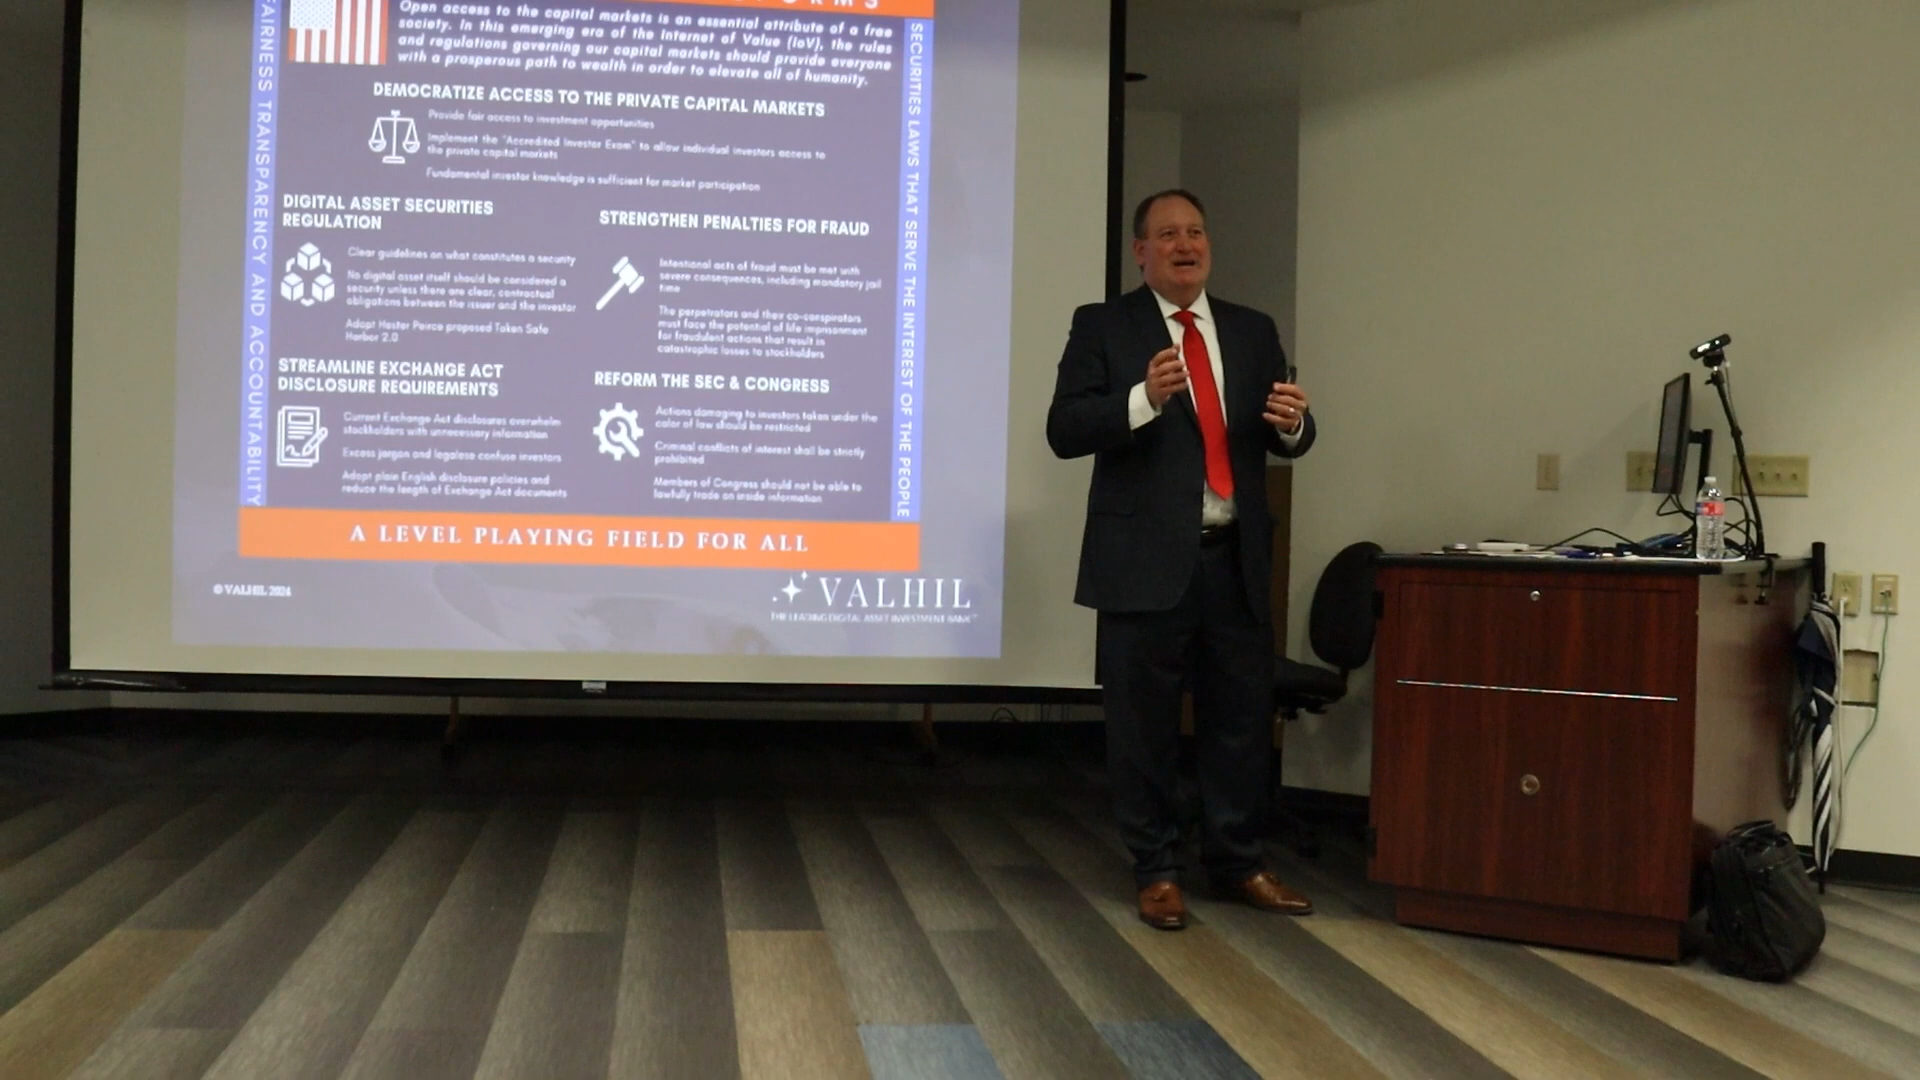 Open access to the capital markets is an essential attribute of a free
society. In this emerging era of the Internet of Value (IoV), the rules
and regulations governing our capital markets should provide everyone
with a prosperous path to wealth in order to elevate all of humanity.
DEMOCRATIZE ACCESS TO THE PRIVATE CAPITAL MARKETS
Provide fair access to investment opportunities
Implement the "Accredited Investor Exam" to allow individual investors access to
the private capital markets
Fundamental investor knowledge is sufficient for market participation
DIGITAL ASSET SECURITIES
REGULATION
Clear guidelines on what constitutes a security
No digital asset itself should be considered a
security unless there are clear, contractual
obligations between the issuer and the investor
Adopt Hester Peirce proposed Token Safe
Harbor 2.0
STRENGTHEN PENALTIES FOR FRAUD
Intentional acts of fraud must be met with
severe consequences, including mandatory jail
time
The perpetrators and their co-conspirators
must face the potential of life imprisonment
for fraudulent actions that result in
catastrophic losses to stockholders
STREAMLINE EXCHANGE ACT
DISCLOSURE REQUIREMENTS
Current Exchange Act disclosures overwhelm
stockholders with unnecessary information
Excess jargon and legalese confuse investors
Adopt plain English disclosure policies and
reduce the length of Exchange Act documents
REFORM THE SEC & CONGRESS
Actions damaging to investors taken under the
color of law should be restricted
Criminal conflicts of interest shall be strictly
prohibited
Members of Congress should not be able to
lawfully trade on inside information
FAIRNESS TRANSPARENCY AND ACCOUNTABILITY
SECURITIES LAWS THAT SERVE THE INTEREST OF THE PEOPLE
A LEVEL PLAYING FIELD FOR ALL
© VALHIL 2024
VALHIL
THE LEADING DIGITAL ASSET INVESTMENT BANK